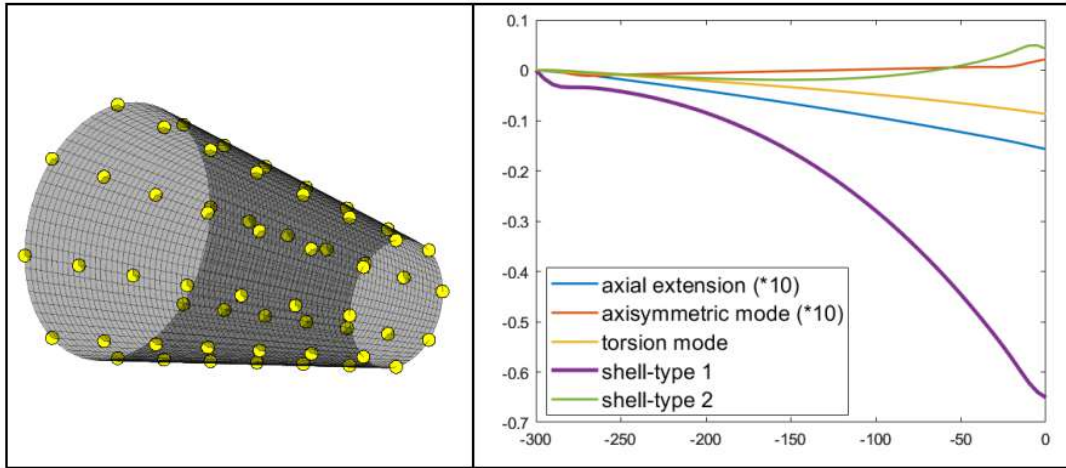 0.1
0
-0.1
-0.2
-0.3
-0.4
-0.5
-0.6
-0.7
axial extension (*10)
axisymmetric mode (*10)
torsion mode
shell-type 1
shell-type 2
-300 -250 -200 -150 -100 -50 0